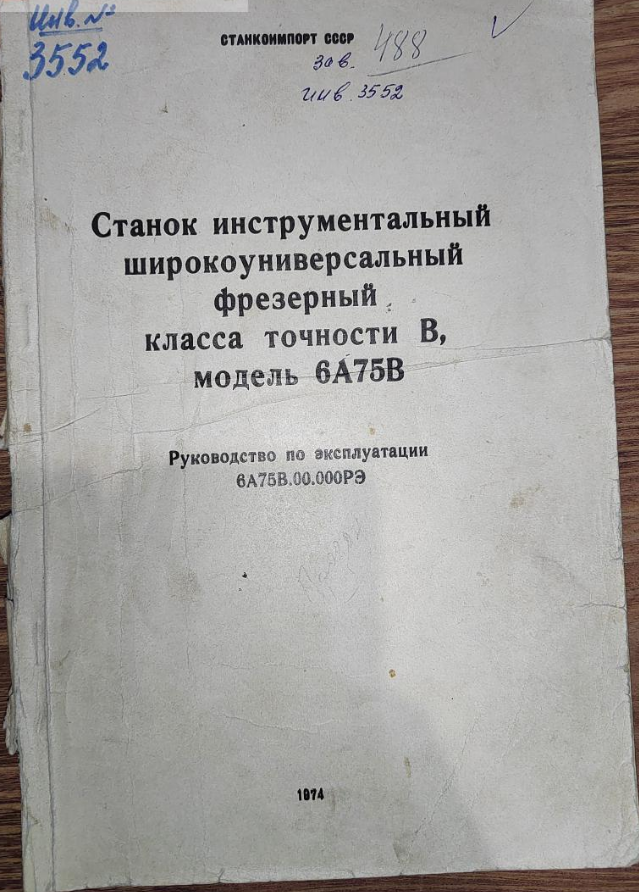 Инв. №
3552
СТАНКОИМПОРТ СССР
зав. 488
инв. 3552
Станок инструментальный
широкоуниверсальный
фрезерный
класса точности В,
модель 6А75В
Руководство по эксплуатации
6А75В.00.000РЭ
1974